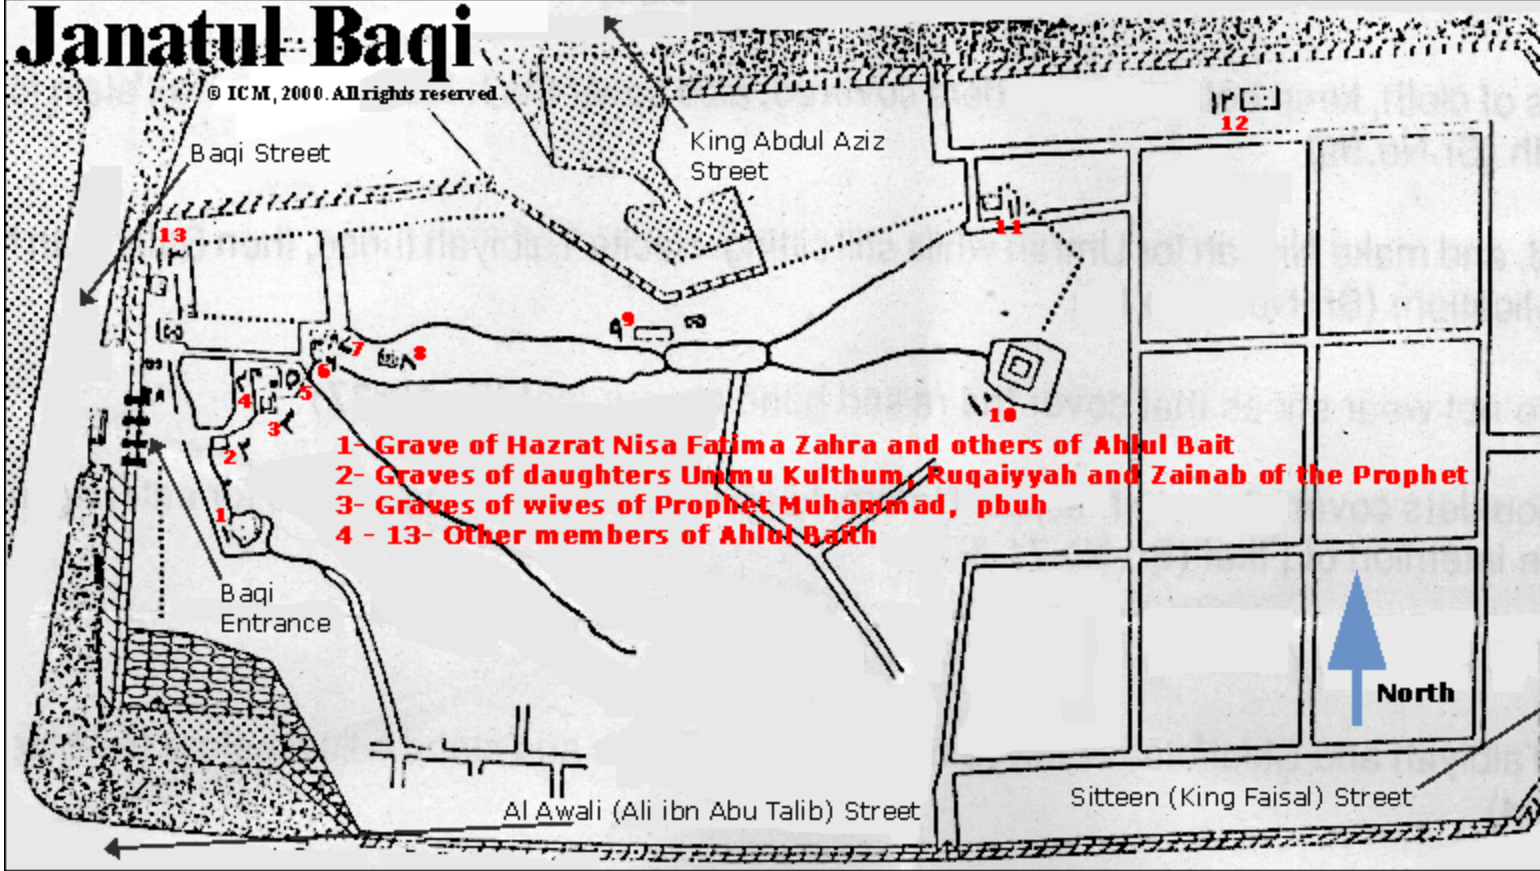 Janatul Baqi
© ICM, 2000. All rights reserved.
Baqi Street
King Abdul Aziz
Street
12
13
11
9
7
8
6
5
4
3
10
1- Grave of Hazrat Nisa Fatima Zahra and others of Ahlul Bait
2
2- Graves of daughters Ummu Kulthum, Ruqaiyyah and Zainab of the Prophet
3- Graves of wives of Prophet Muhammad, pbuh
1
4 - 13- Other members of Ahlul Baith
Baqi
Entrance
North
Sitteen (King Faisal) Street
Al Awali (Ali ibn Abu Talib) Street